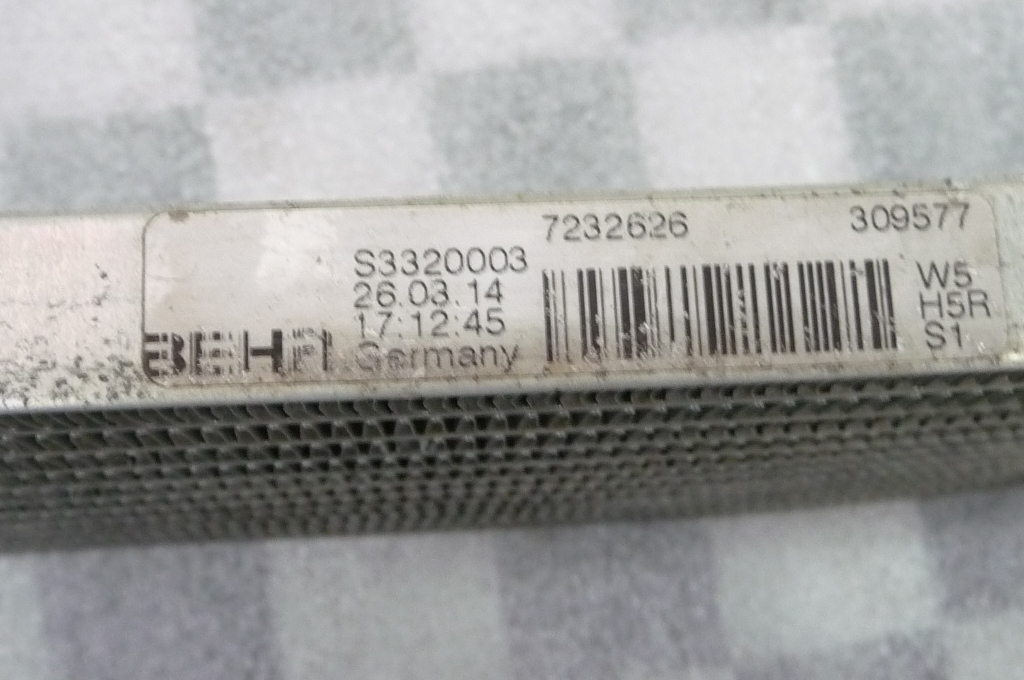 7232626 309577
S3320003
26.03.14
17:12:45
BEHR Germany
W5
H5R
S1